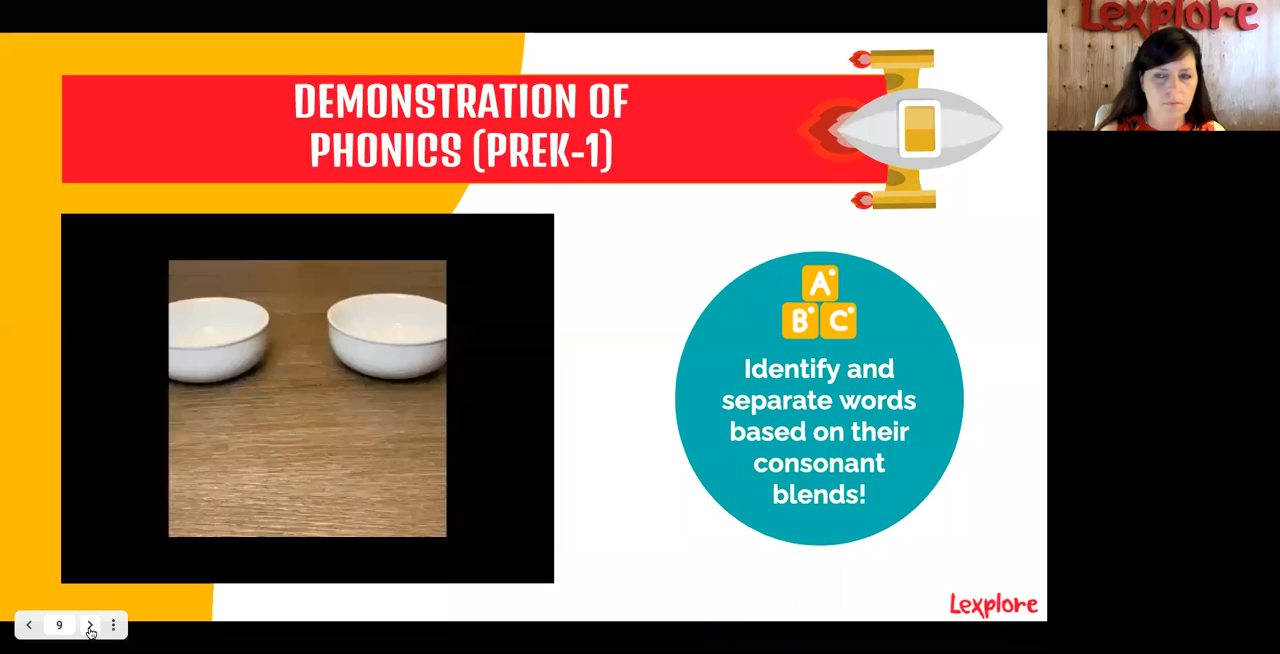 Lexplore
DEMONSTRATION OF
PHONICS (PREK-1)
A
B C
Identify and
separate words
based on their
consonant
blends!
Lexplore
9